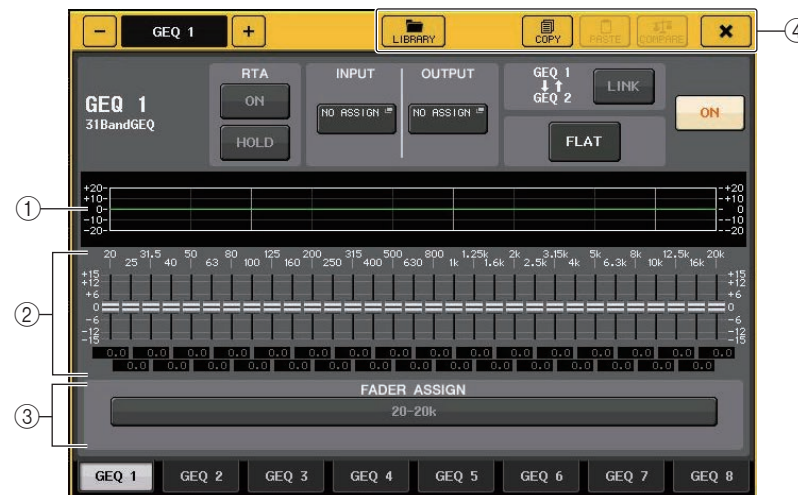 GEQ 1
LIBRARY
COPY
PASTE
COMPARE
④
GEQ 1
31BandGEQ
RTA
ON
HOLD
INPUT
NO ASSIGN
OUTPUT
NO ASSIGN
GEQ 1
GEQ 2
LINK
FLAT
ON
①
+20 +20
+10 +10
0 0
-10 -10
-20 -20
②
20 31.5 50 80 125 200 315 500 800 1.25k 2k 3.15k 5k 8k 12.5k 20k
25 40 63 100 160 250 400 630 1k 1.6k 2.5k 4k 6.3k 10k 16k
+15 +15
+12 +12
+6 +6
0 0
-6 -6
-12 -12
-15 -15
0.0 0.0 0.0 0.0 0.0 0.0 0.0 0.0 0.0 0.0 0.0 0.0 0.0 0.0 0.0 0.0
0.0 0.0 0.0 0.0 0.0 0.0 0.0 0.0 0.0 0.0 0.0 0.0 0.0 0.0 0.0
③
FADER ASSIGN
20-20k
GEQ 1 GEQ 2 GEQ 3 GEQ 4 GEQ 5 GEQ 6 GEQ 7 GEQ 8